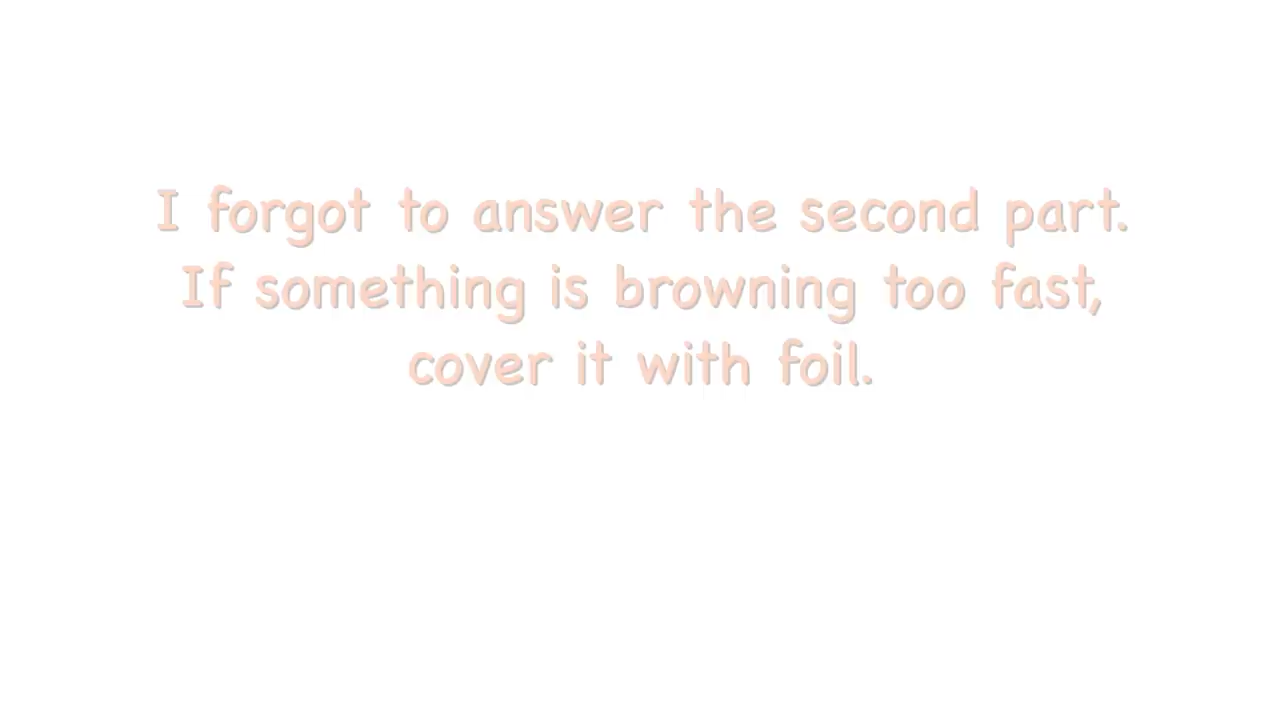 I forgot to answer the second part.
If something is browning too fast,
cover it with foil.